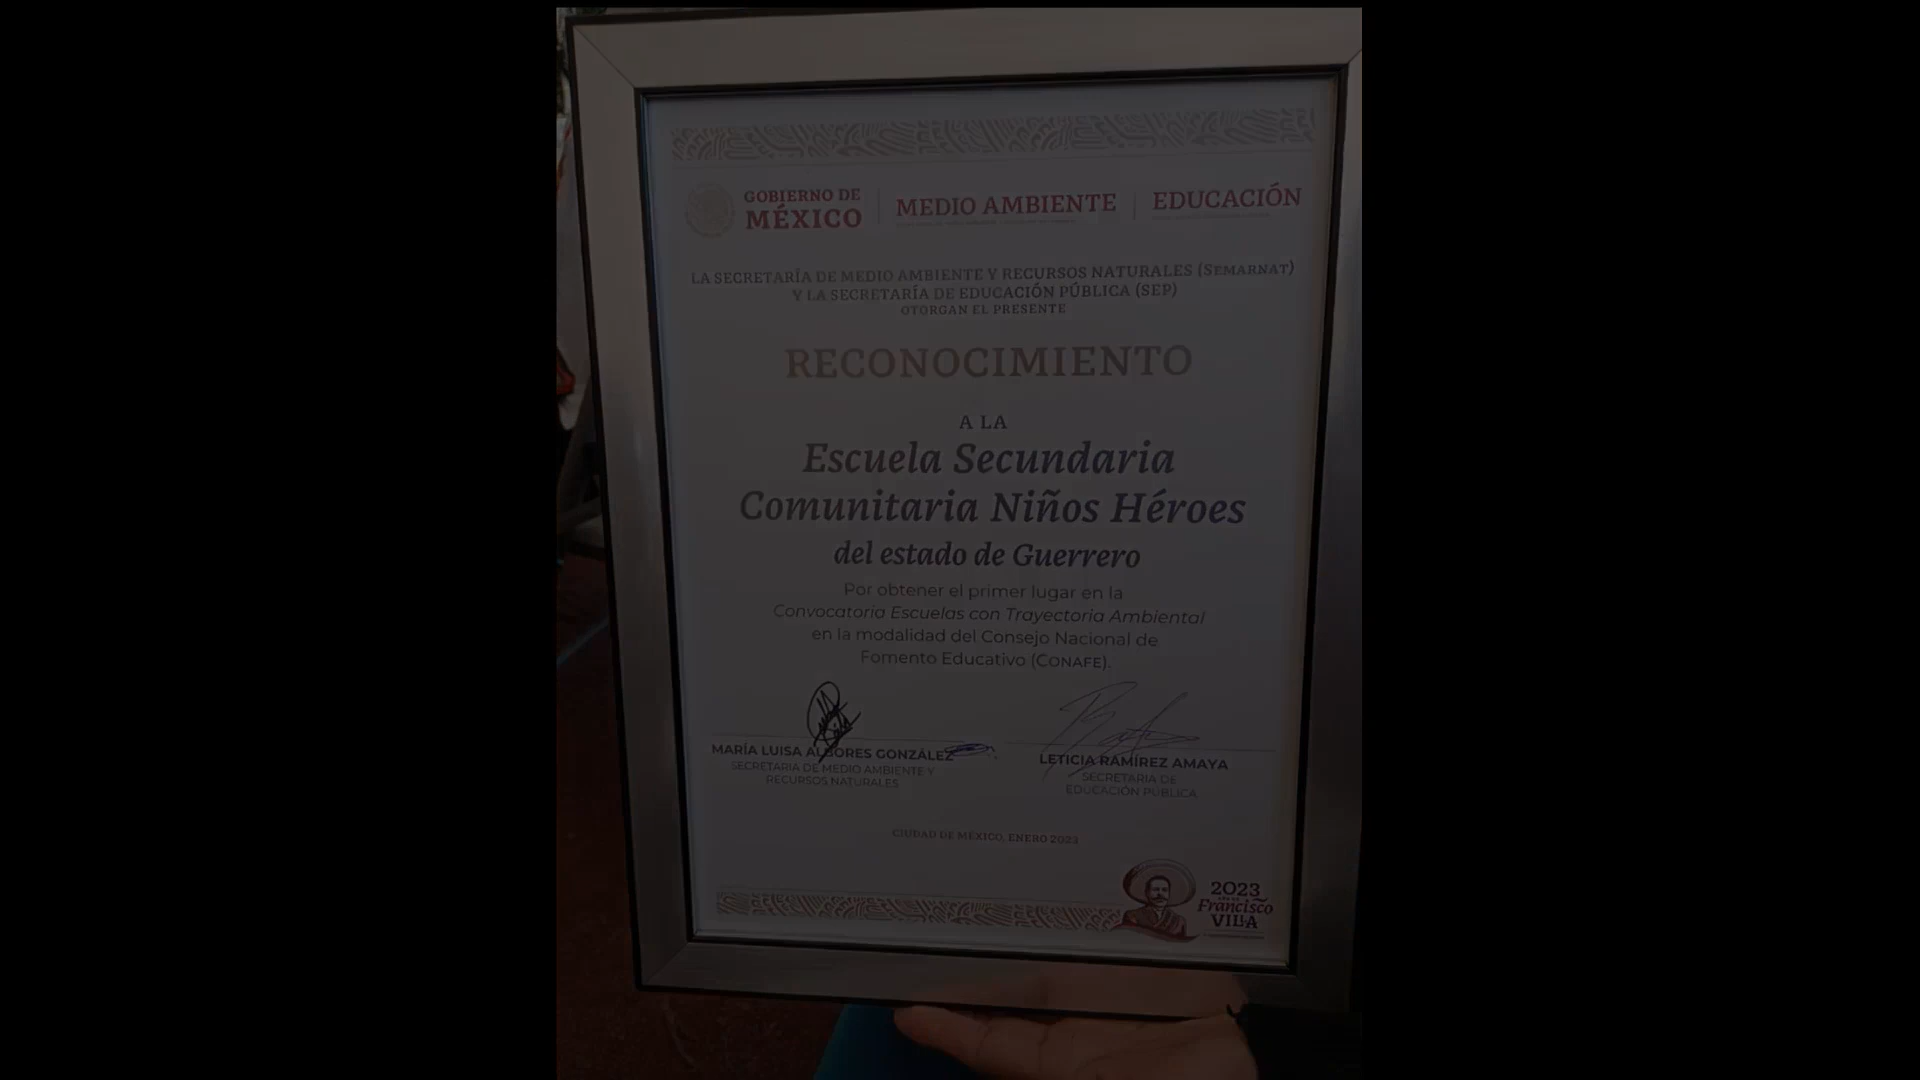 GOBIERNO DE
MÉXICO
MEDIO AMBIENTE
EDUCACIÓN
LA SECRETARÍA DE MEDIO AMBIENTE Y RECURSOS NATURALES (SEMARNAT)
Y LA SECRETARÍA DE EDUCACIÓN PÚBLICA (SEP)
OTORGAN EL PRESENTE
RECONOCIMIENTO
A LA
Escuela Secundaria
Comunitaria Niños Héroes
del estado de Guerrero
Por obtener el primer lugar en la
Convocatoria Escuelas con Trayectoria Ambiental
en la modalidad del Consejo Nacional de
Fomento Educativo (CONAFE).
MARÍA LUISA ALBORES GONZÁLEZ
SECRETARIA DE MEDIO AMBIENTE Y
RECURSOS NATURALES
LETICIA RAMÍREZ AMAYA
SECRETARIA DE
EDUCACIÓN PÚBLICA
CIUDAD DE MÉXICO, ENERO 2023
2023
Francisco
VILLA